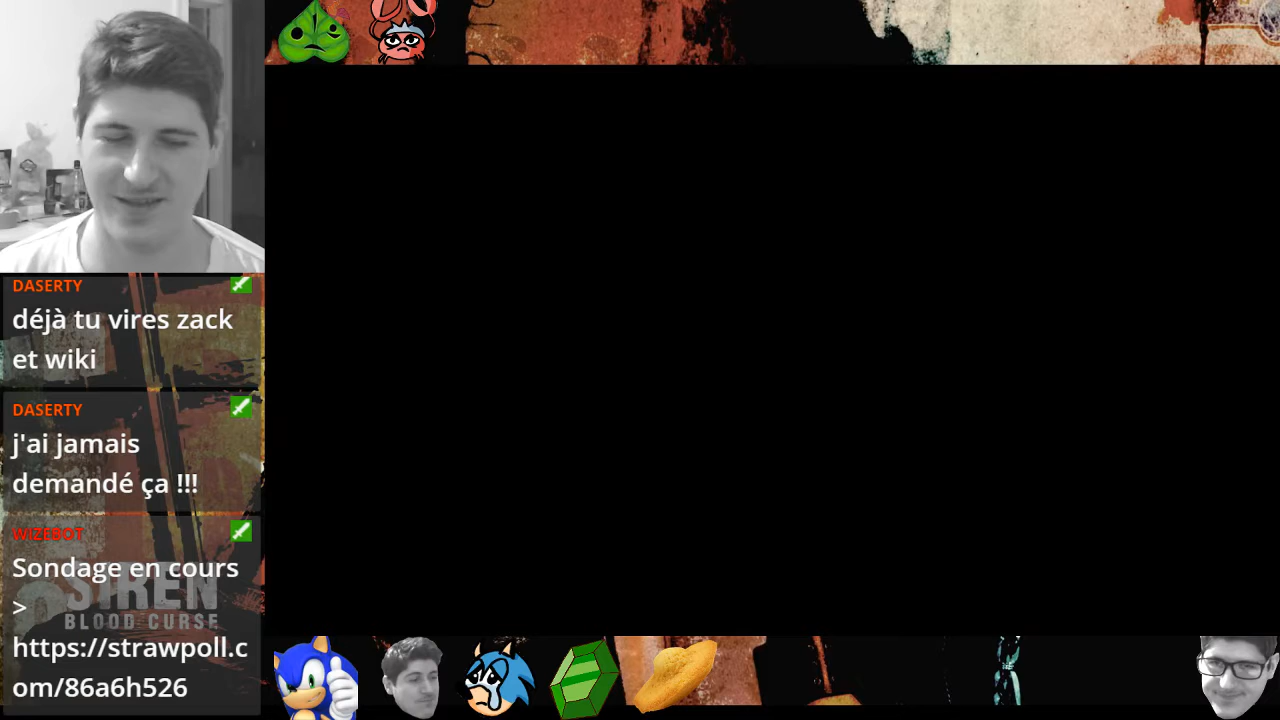 DASERTY
déjà tu vires zack
et wiki
DASERTY
j'ai jamais
demandé ça !!!
WIZEBOT
Sondage en cours
>
https://strawpoll.c
om/86a6h526
SIREN
BLOOD CURSE